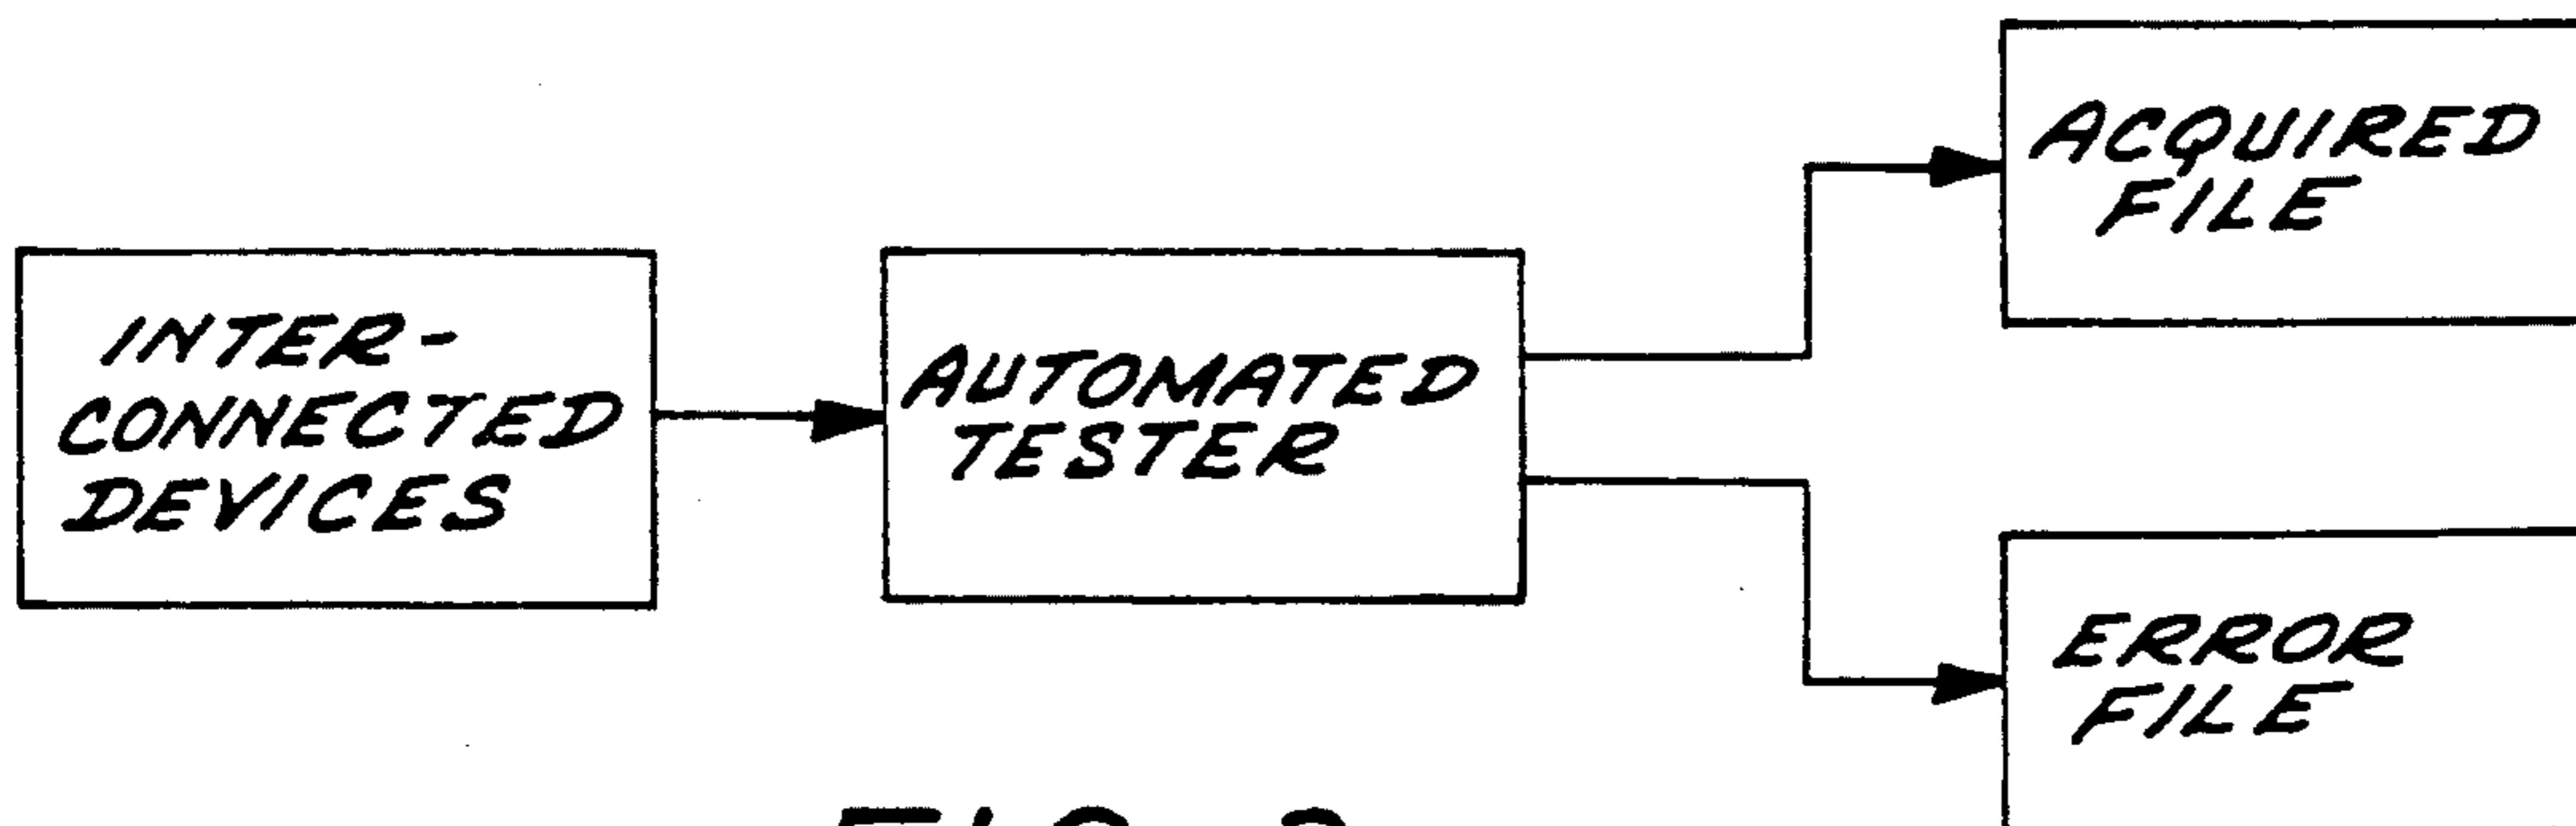 INTER-
CONNECTED
DEVICES
AUTOMATED
TESTER
ACQUIRED
FILE
ERROR
FILE